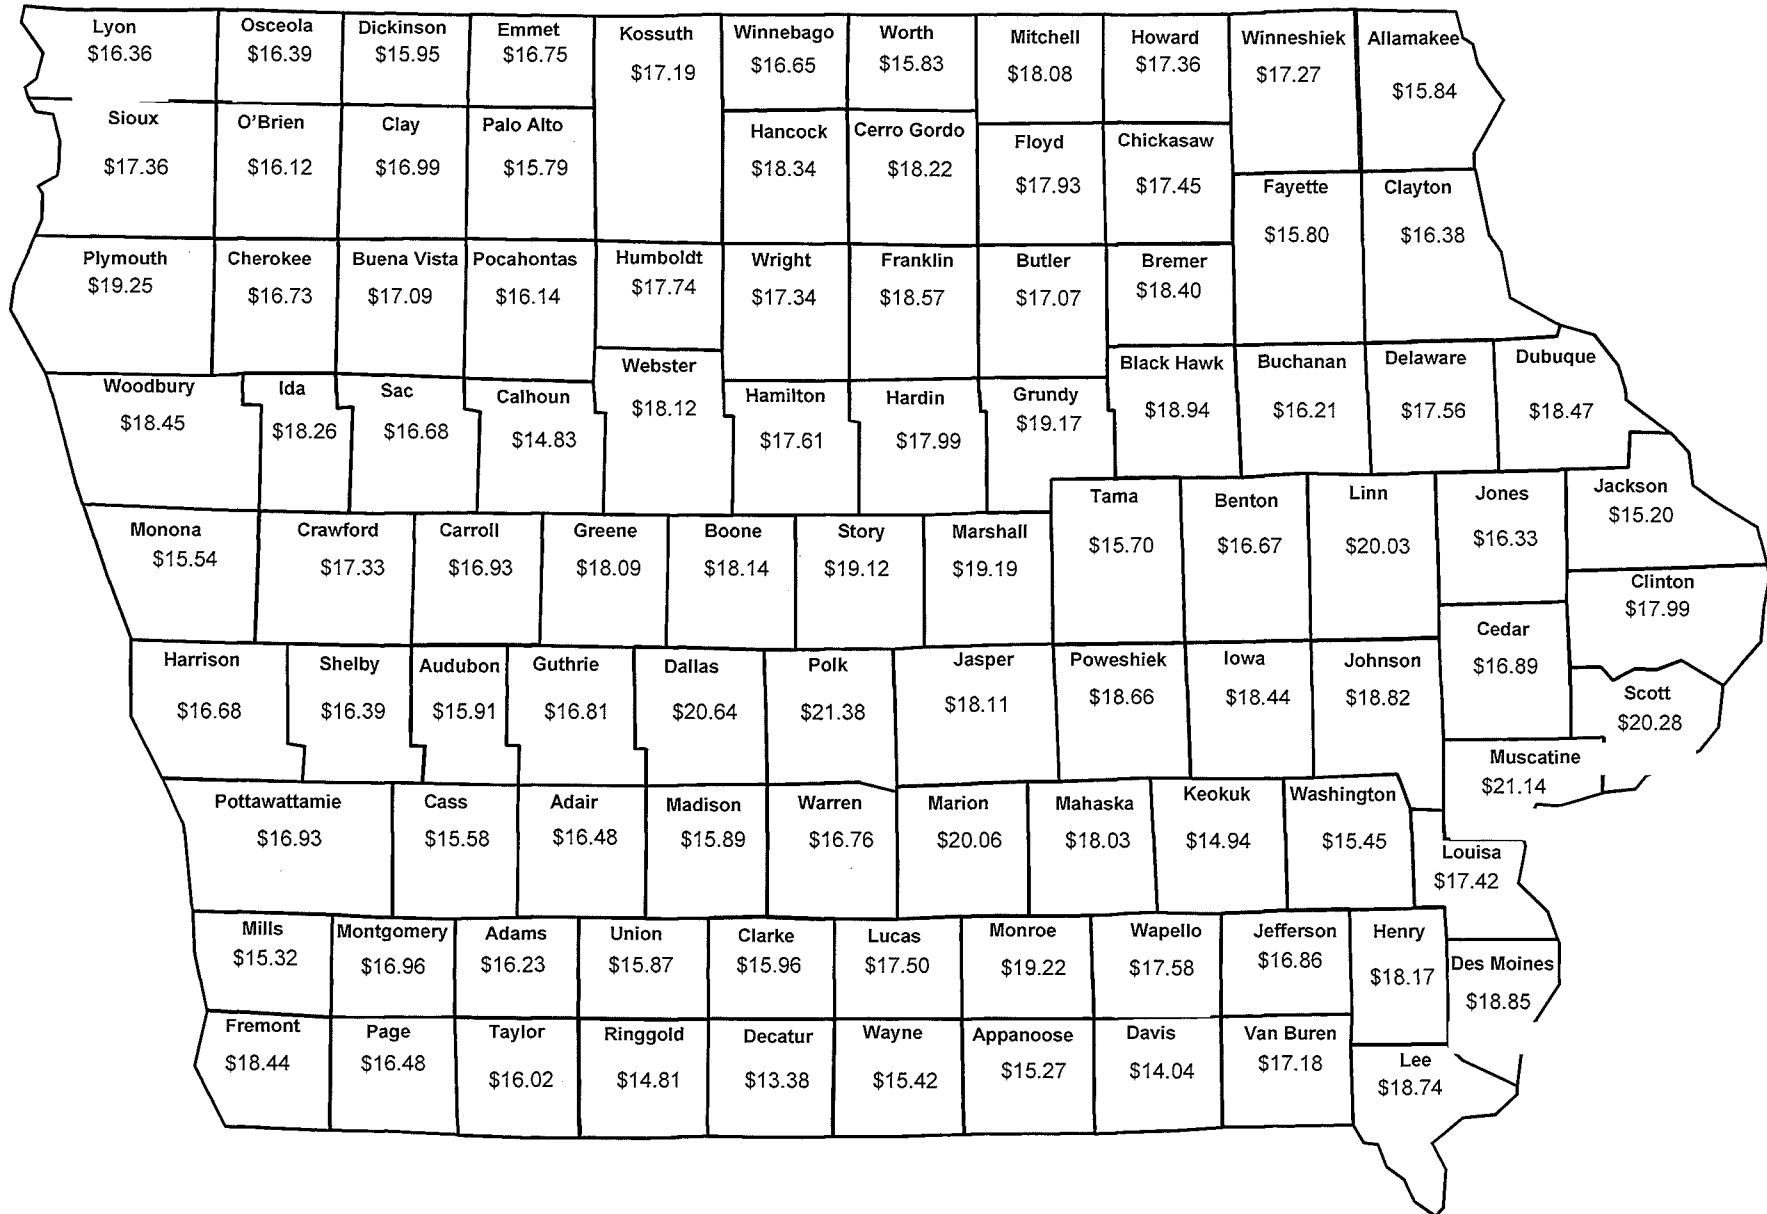 Lyon
$16.36
Osceola
$16.39
Dickinson
$15.95
Emmet
$16.75
Kossuth
$17.19
Winnebago
$16.65
Worth
$15.83
Mitchell
$18.08
Howard
$17.36
Winneshiek
$17.27
Allamakee
$15.84
Sioux
$17.36
O'Brien
$16.12
Clay
$16.99
Palo Alto
$15.79
Hancock
$18.34
Cerro Gordo
$18.22
Floyd
$17.93
Chickasaw
$17.45
Fayette
$15.80
Clayton
$16.38
Plymouth
$19.25
Cherokee
$16.73
Buena Vista
$17.09
Pocahontas
$16.14
Humboldt
$17.74
Wright
$17.34
Franklin
$18.57
Butler
$17.07
Bremer
$18.40
Woodbury
$18.45
Ida
$18.26
Sac
$16.68
Calhoun
$14.83
Webster
$18.12
Hamilton
$17.61
Hardin
$17.99
Grundy
$19.17
Black Hawk
$18.94
Buchanan
$16.21
Delaware
$17.56
Dubuque
$18.47
Monona
$15.54
Crawford
$17.33
Carroll
$16.93
Greene
$18.09
Boone
$18.14
Story
$19.12
Marshall
$19.19
Tama
$15.70
Benton
$16.67
Linn
$20.03
Jones
$16.33
Jackson
$15.20
Clinton
$17.99
Cedar
$16.89
Harrison
$16.68
Shelby
$16.39
Audubon
$15.91
Guthrie
$16.81
Dallas
$20.64
Polk
$21.38
Jasper
$18.11
Poweshiek
$18.66
Iowa
$18.44
Johnson
$18.82
Scott
$20.28
Muscatine
$21.14
Pottawattamie
$16.93
Cass
$15.58
Adair
$16.48
Madison
$15.89
Warren
$16.76
Marion
$20.06
Mahaska
$18.03
Keokuk
$14.94
Washington
$15.45
Louisa
$17.42
Mills
$15.32
Montgomery
$16.96
Adams
$16.23
Union
$15.87
Clarke
$15.96
Lucas
$17.50
Monroe
$19.22
Wapello
$17.58
Jefferson
$16.86
Henry
$18.17
Des Moines
$18.85
Fremont
$18.44
Page
$16.48
Taylor
$16.02
Ringgold
$14.81
Decatur
$13.38
Wayne
$15.42
Appanoose
$15.27
Davis
$14.04
Van Buren
$17.18
Lee
$18.74